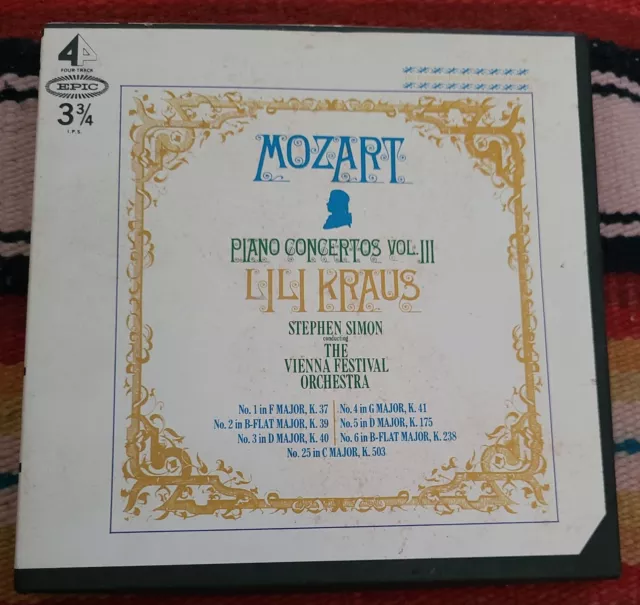 4
FOUR TRACK
EPIC
3 3/4
I.P.S.
MOZART
PIANO CONCERTOS VOL. III
LILI KRAUS
STEPHEN SIMON
conducting
THE
VIENNA FESTIVAL
ORCHESTRA
No. 1 in F MAJOR, K. 37
No. 2 in B-FLAT MAJOR, K. 39
No. 3 in D MAJOR, K. 40
No. 4 in G MAJOR, K. 41
No. 5 in D MAJOR, K. 175
No. 6 in B-FLAT MAJOR, K. 238
No. 25 in C MAJOR, K. 503